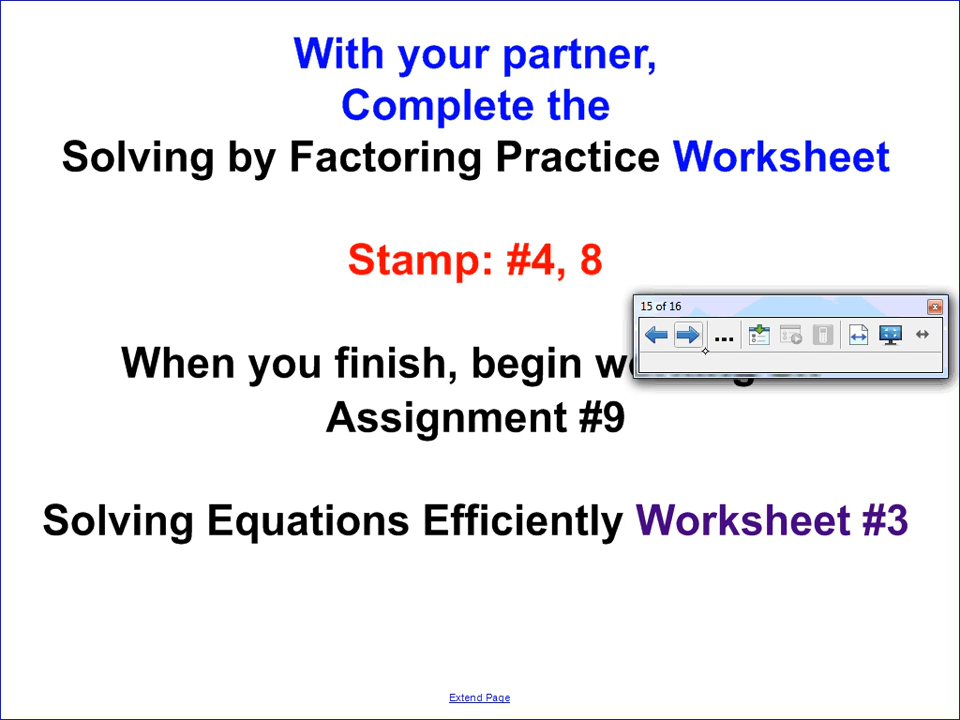 With your partner,
Complete the
Solving by Factoring Practice Worksheet
Stamp: #4, 8
15 of 16
When you finish, begin
Assignment #9
Solving Equations Efficiently Worksheet #3
Extend Page